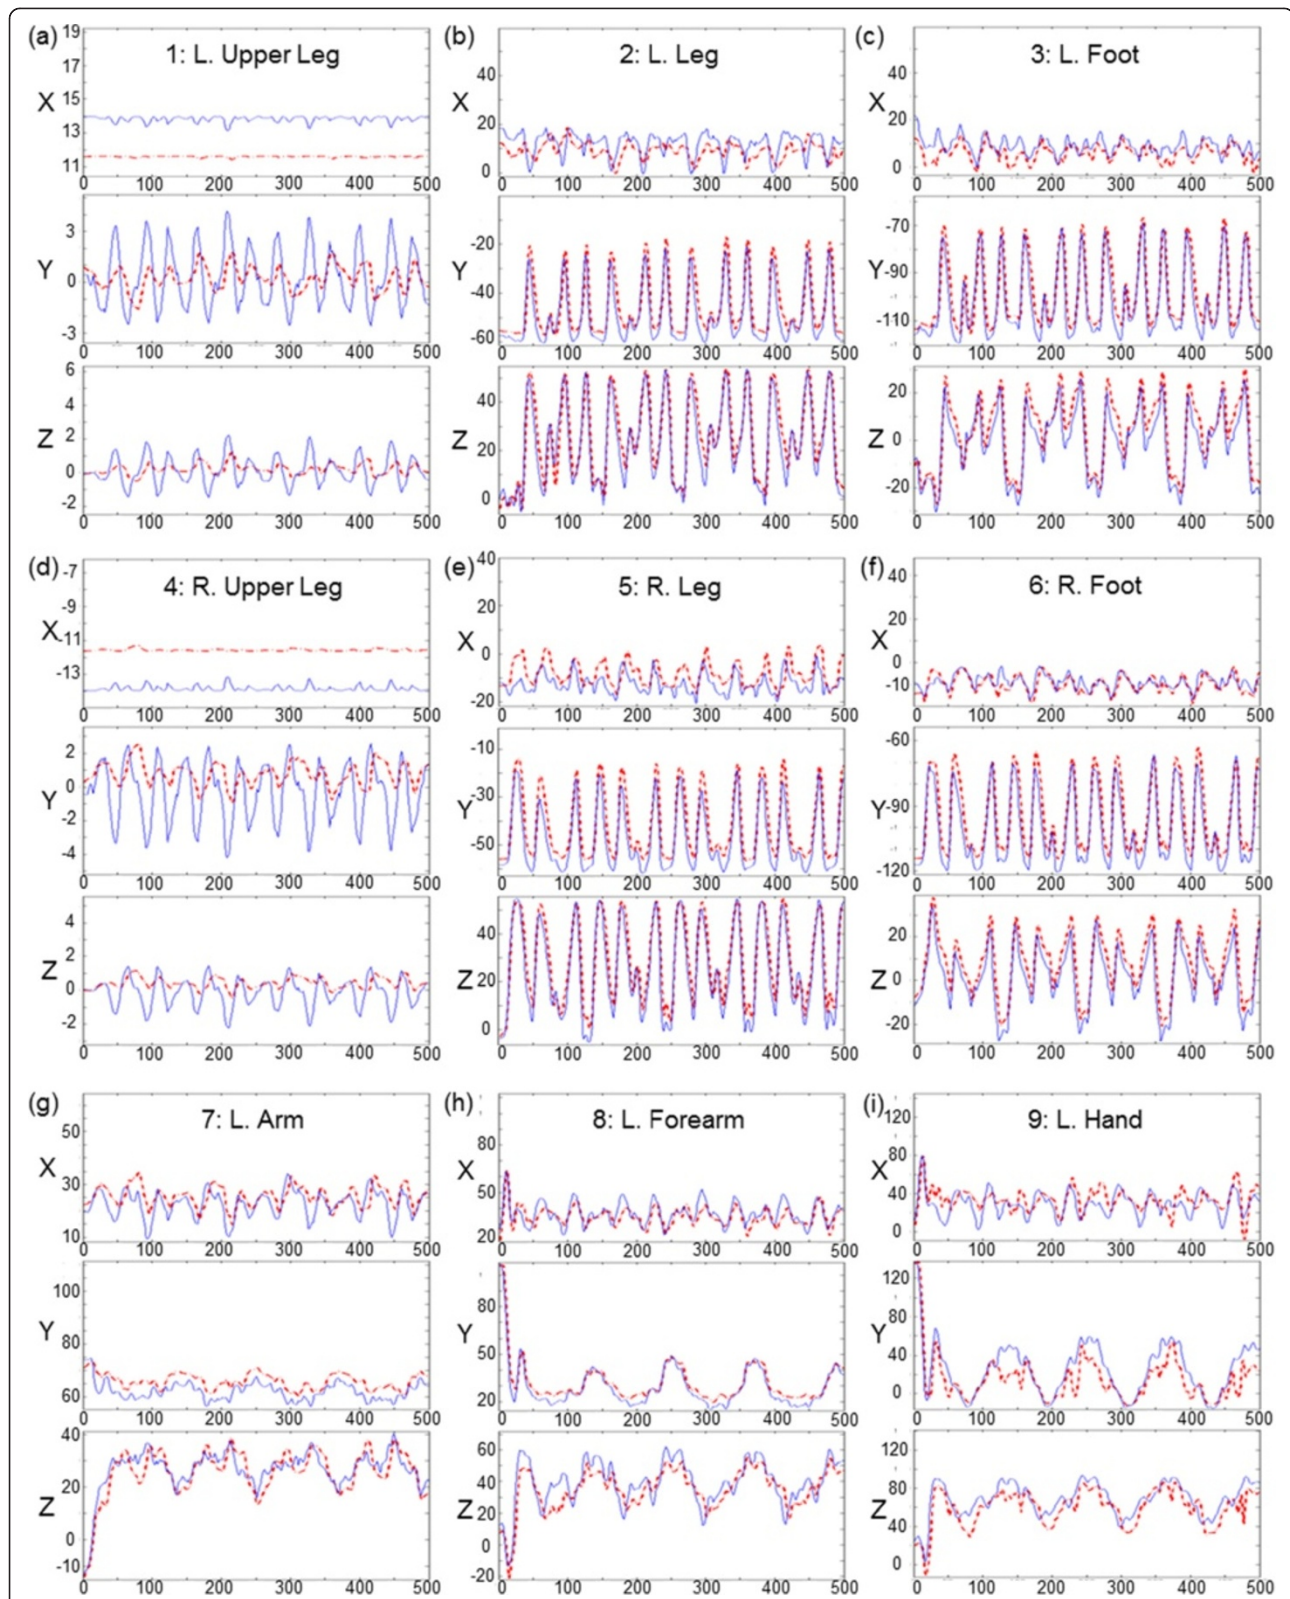 (a) 1: L. Upper Leg
X
19
17
15
13
11
0 100 200 300 400 500
Y
3
0
-3
0 100 200 300 400 500
Z
6
4
2
0
-2
0 100 200 300 400 500
(b) 2: L. Leg
X
40
20
0
0 100 200 300 400 500
Y
-20
-40
-60
0 100 200 300 400 500
Z
40
20
0
0 100 200 300 400 500
(c) 3: L. Foot
X
40
20
0
0 100 200 300 400 500
Y
-70
-90
-110
0 100 200 300 400 500
Z
20
0
-20
0 100 200 300 400 500
(d) 4: R. Upper Leg
X
-7
-9
-11
-13
0 100 200 300 400 500
Y
2
0
-2
-4
0 100 200 300 400 500
Z
4
2
0
-2
0 100 200 300 400 500
(e) 5: R. Leg
X
40
20
0
-20
0 100 200 300 400 500
Y
-10
-30
-50
0 100 200 300 400 500
Z
40
20
0
0 100 200 300 400 500
(f) 6: R. Foot
X
40
20
0
-10
0 100 200 300 400 500
Y
-60
-90
-120
0 100 200 300 400 500
Z
20
0
-20
0 100 200 300 400 500
(g) 7: L. Arm
X
50
30
10
0 100 200 300 400 500
Y
100
80
60
0 100 200 300 400 500
Z
40
20
0
-10
0 100 200 300 400 500
(h) 8: L. Forearm
X
80
50
20
0 100 200 300 400 500
Y
80
50
20
0 100 200 300 400 500
Z
60
40
20
0
-20
0 100 200 300 400 500
(i) 9: L. Hand
X
120
80
40
0
0 100 200 300 400 500
Y
120
80
40
0
0 100 200 300 400 500
Z
120
80
40
0
0 100 200 300 400 500